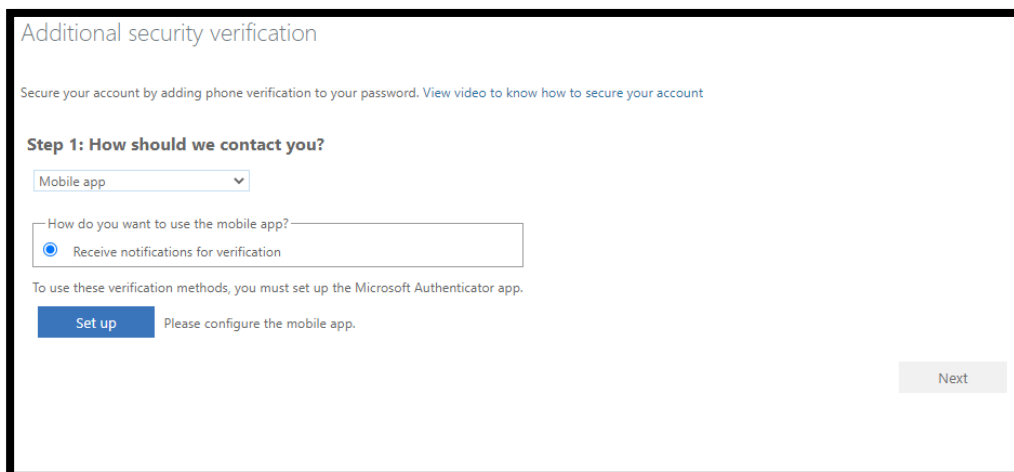 Additional security verification
Secure your account by adding phone verification to your password. View video to know how to secure your account
Step 1: How should we contact you?
Mobile app
How do you want to use the mobile app?
Receive notifications for verification
To use these verification methods, you must set up the Microsoft Authenticator app.
Set up Please configure the mobile app.
Next